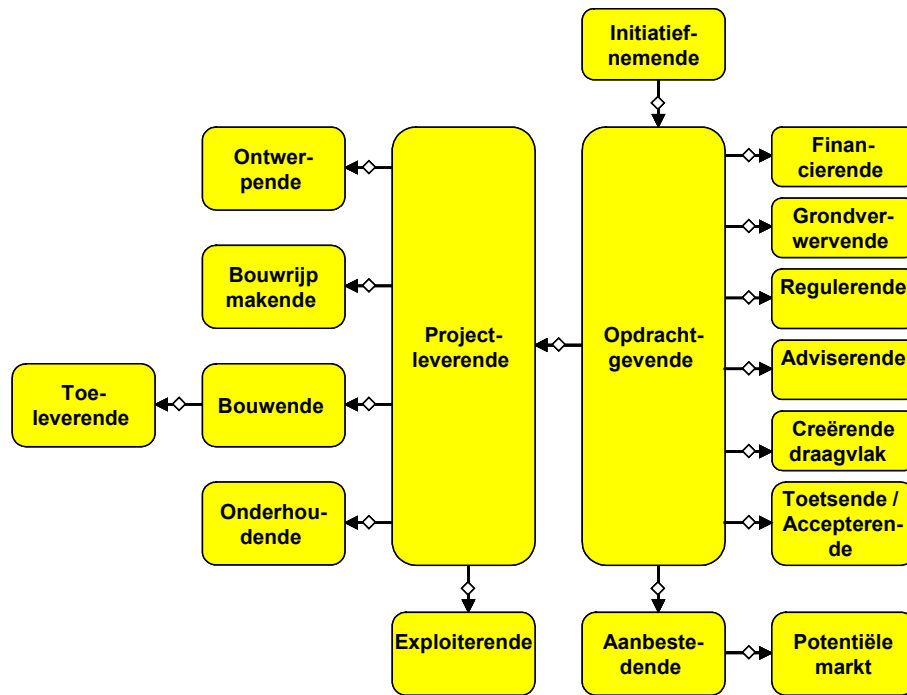 Initiatief-
nemende
Ontwer-
pende
Bouwrijp
makende
Toe-
leverende
Bouwende
Onderhou-
dende
Project-
leverende
Exploiterende
Opdracht-
gevende
Aanbeste-
dende
Finan-
cierende
Grondver-
wervende
Regulerende
Adviserende
Creërende
draagvlak
Toetsende /
Accepteren-
de
Potentiële
markt